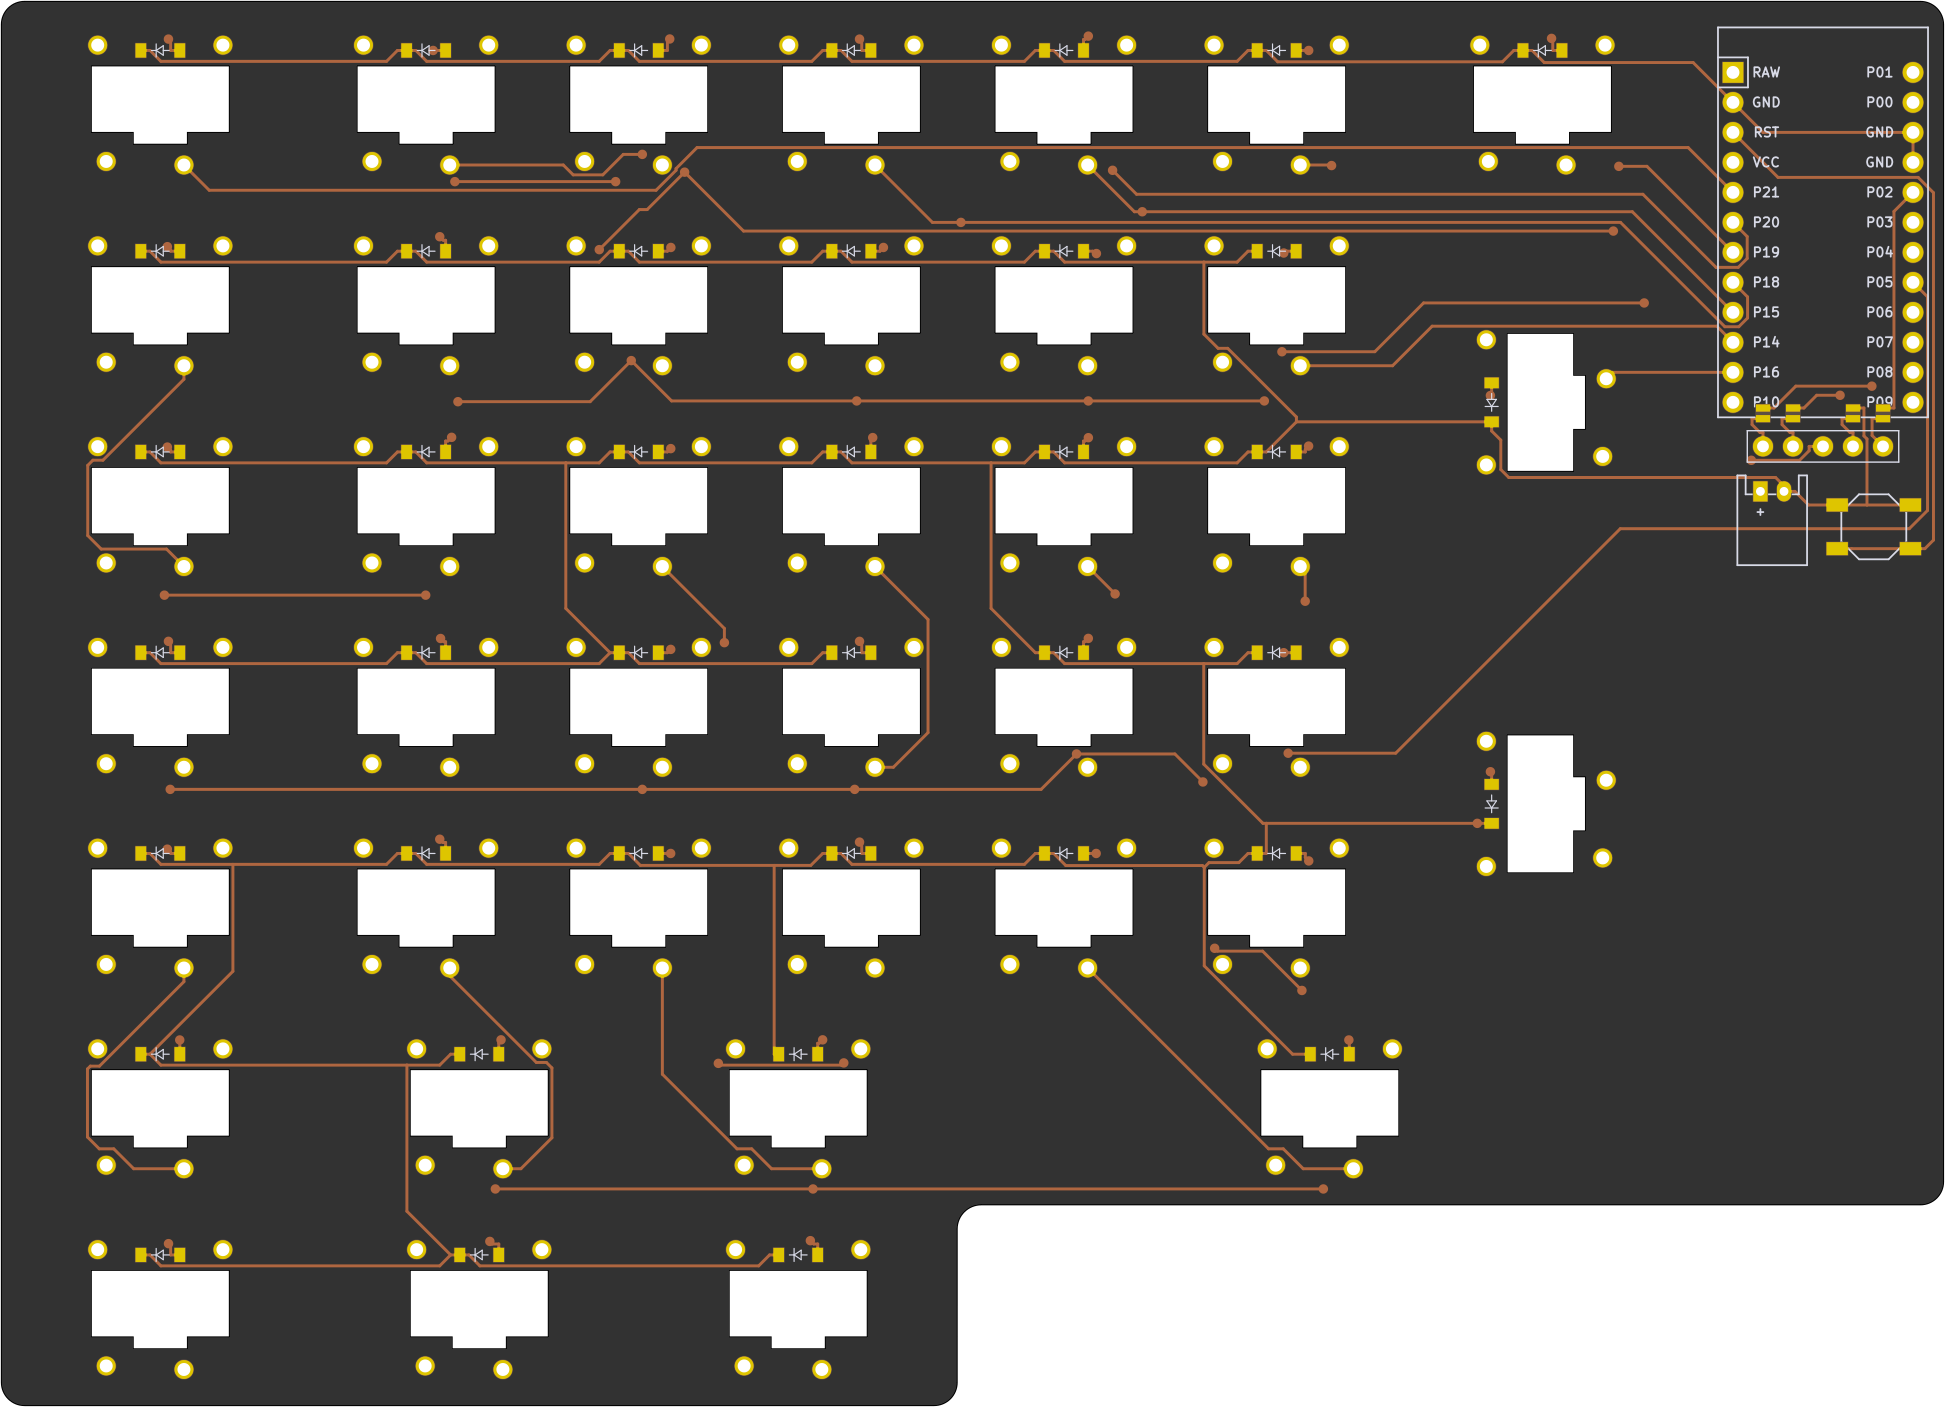 RAW P01
GND P00
RST GND
VCC GND
P21 P02
P20 P03
P19 P04
P18 P05
P15 P06
P14 P07
P16 P08
P10 P09
+